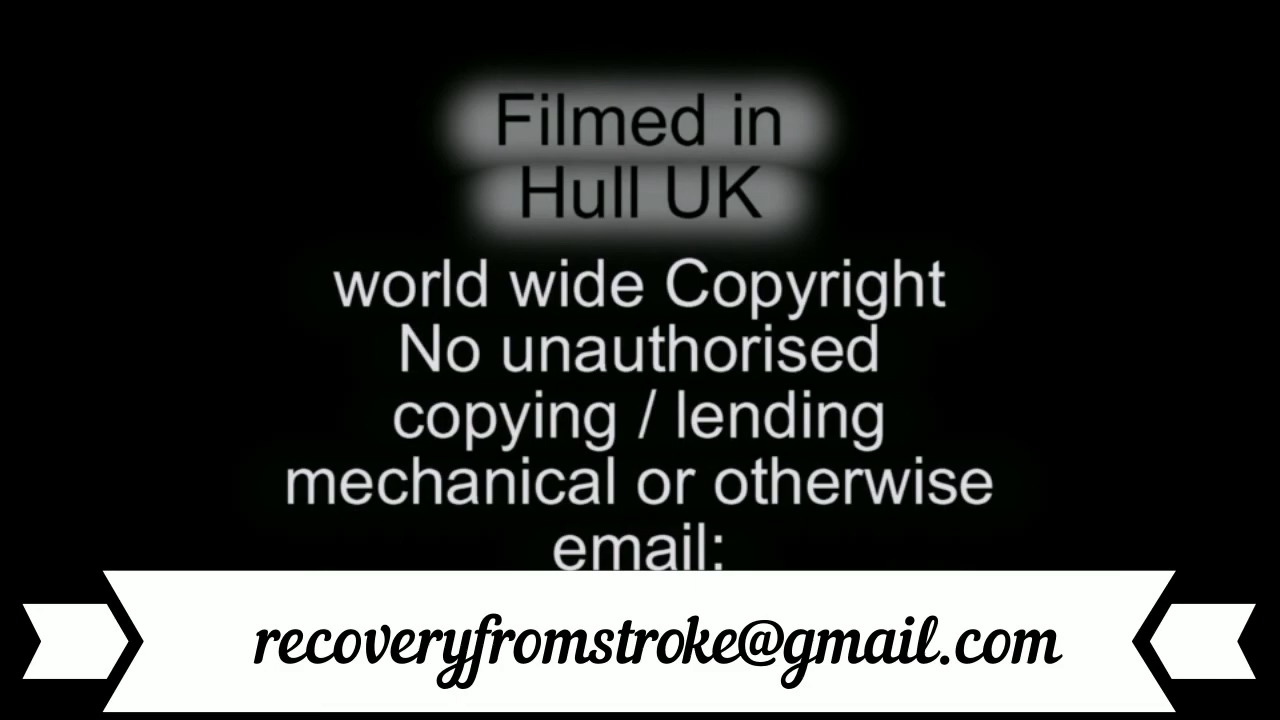 Filmed in
Hull UK
world wide Copyright
No unauthorised
copying / lending
mechanical or otherwise
email:
recoveryfromstroke@gmail.com